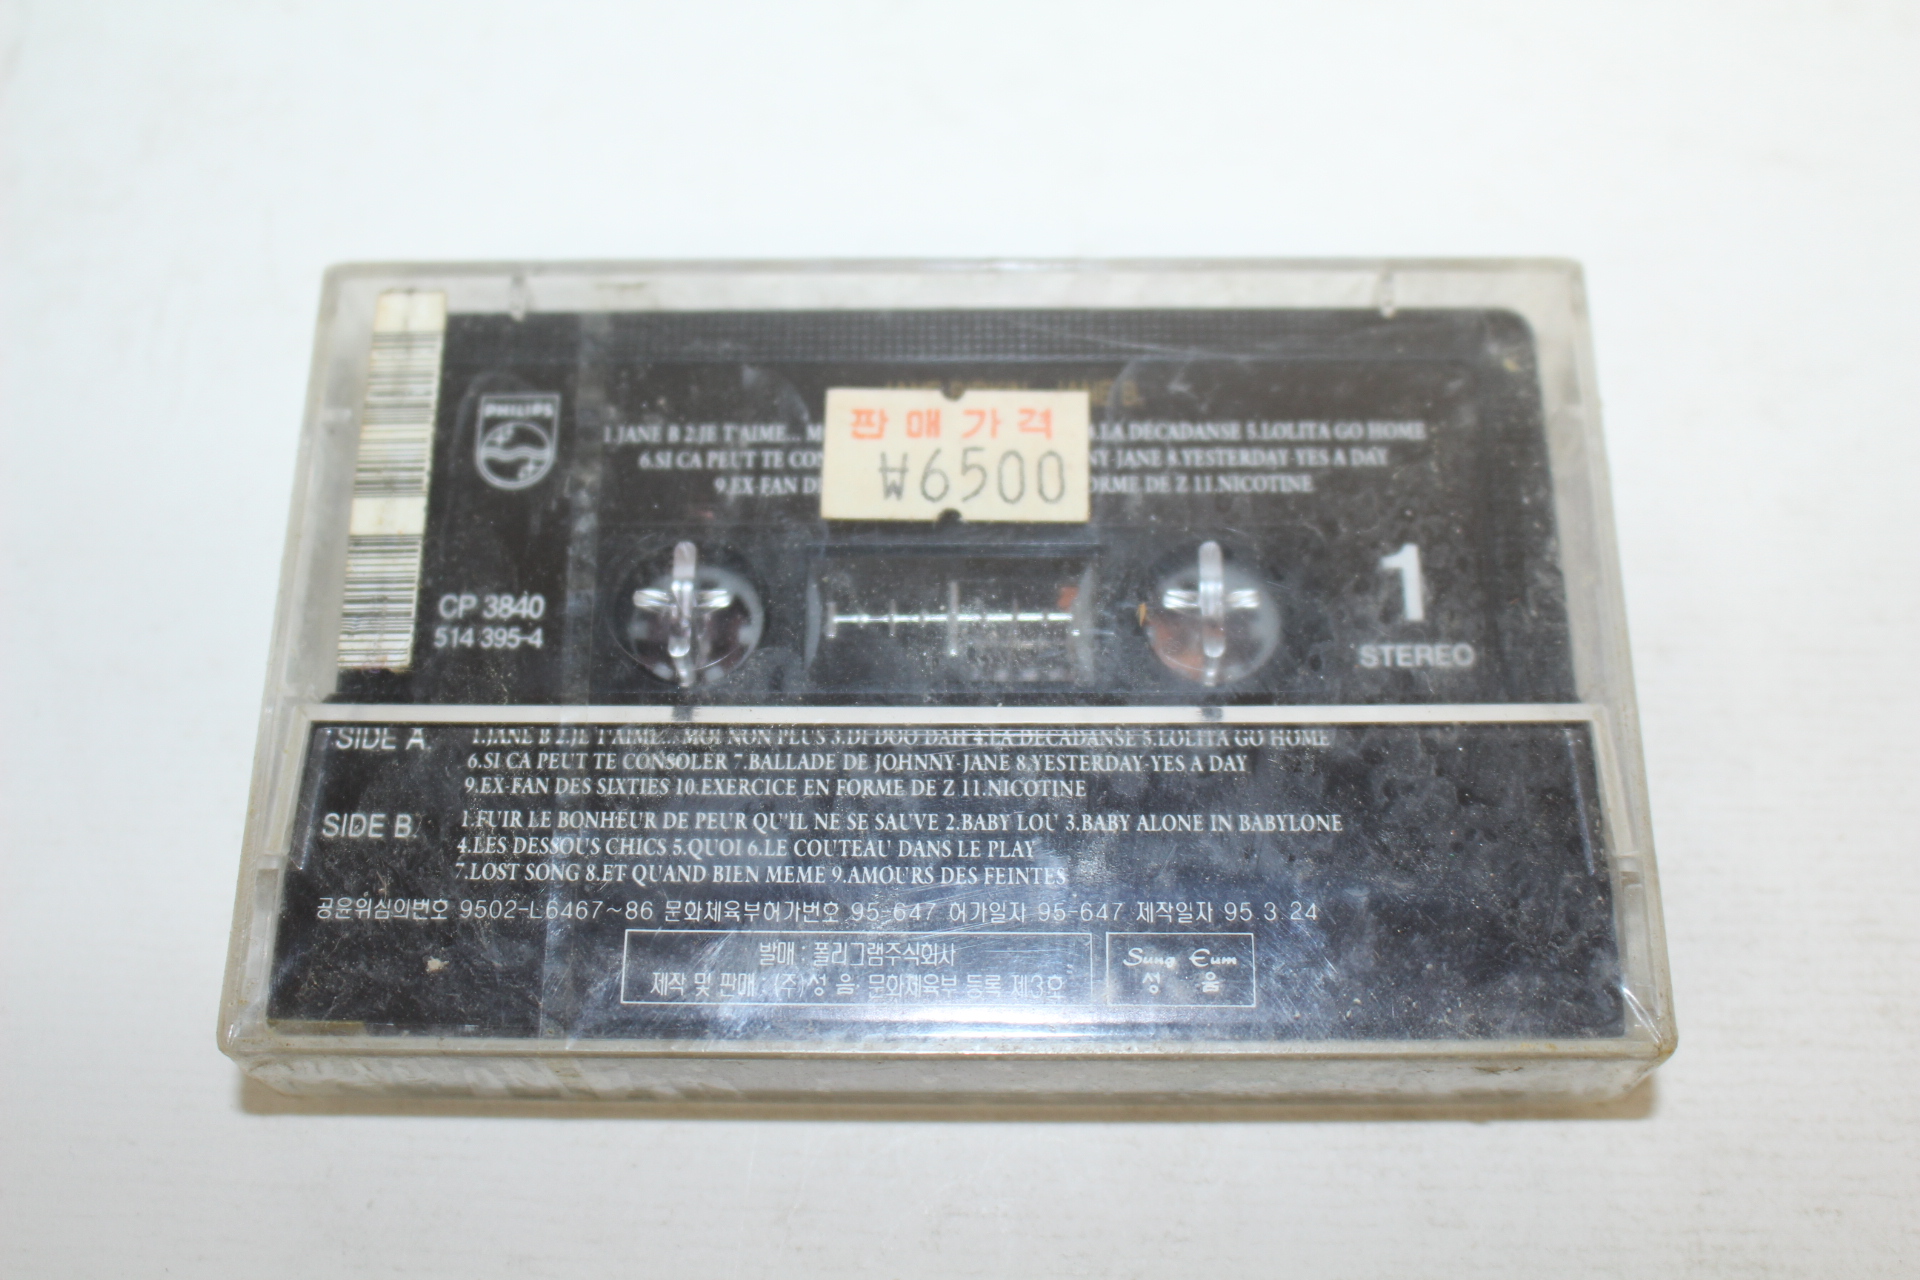 PHILIPS
JANE B.
판매가격
₩6500
1.JANE B 2.JE T'AIME... LA DECADANSE 5.LOLITA GO HOME
6.SI CA PEUT TE JANE 8.YESTERDAY YES A DAY
9.EX-FAN DE Z 11.NICOTINE
CP 3840
514 395-4
1
STEREO
SIDE A. 1.JANE B 2.JE T'AIME... MOI NON PLUS 3.DI DOO DAH 4.LA DECADANSE 5.LOLITA GO HOME
6.SI CA PEUT TE CONSOLER 7.BALLADE DE JOHNNY-JANE 8.YESTERDAY-YES A DAY
9.EX-FAN DES SIXTIES 10.EXERCICE EN FORME DE Z 11.NICOTINE
SIDE B. 1.FUIR LE BONHEUR DE PEUR QU'IL NE SE SAUVE 2.BABY LOU 3.BABY ALONE IN BABYLONE
4.LES DESSOUS CHICS 5.QUOI 6.LE COUTEAU DANS LE PLAY
7.LOST SONG 8.ET QUAND BIEN MEME 9.AMOURS DES FEINTES
공윤위심의번호 9502-L6467~86 문화체육부허가번호 95-647 허가일자 95-647 제작일자 95.3.24
발매 : 폴리그램주식회사
제작 및 판매 : (주)성 음 문화체육부 등록 제3호
Sung Eum
성 음